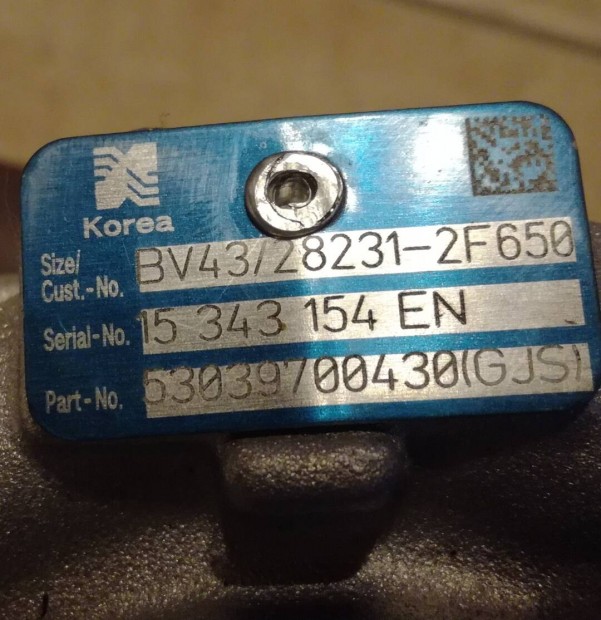 Korea
Size/
Cust.-No. BV43/28231-2F650
Serial-No. 15 343 154 EN
Part-No. 53039700430(GJS)